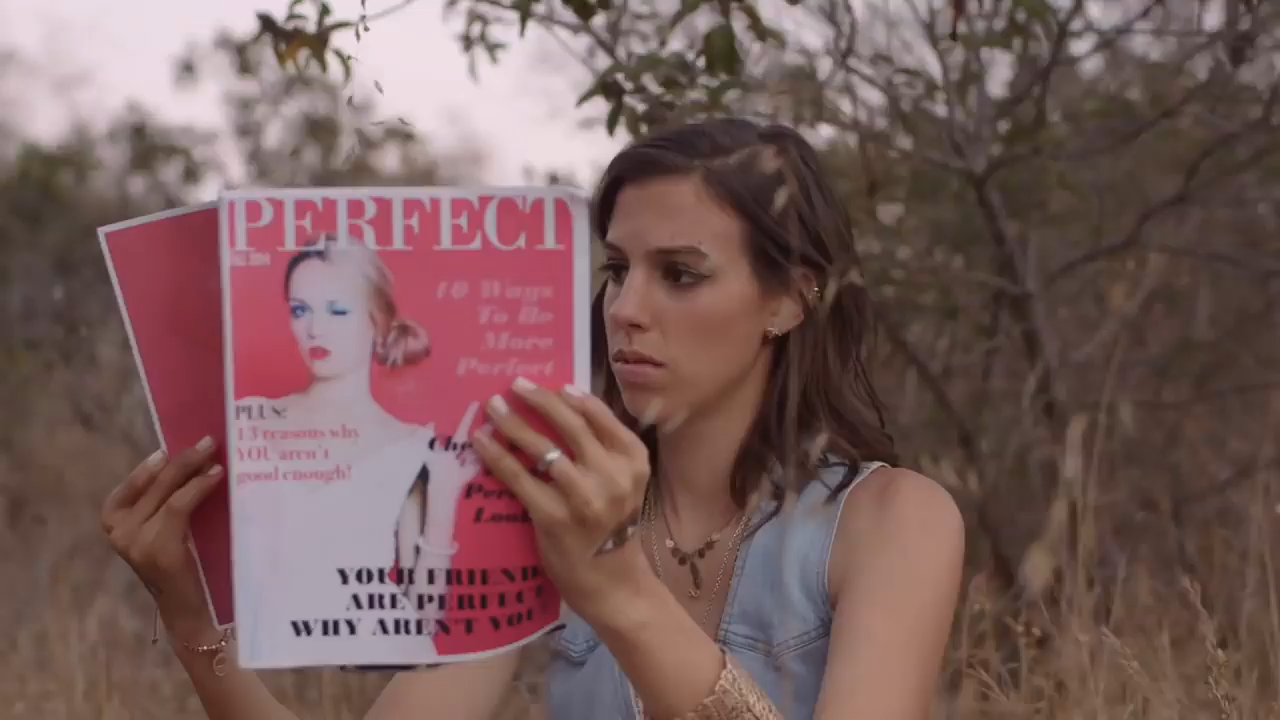 PERFECT
10 Ways
To Be
More
Perfect
PLUS:
13 reasons why
YOU aren't
good enough!
YOUR FRIEND
ARE PERFECT
WHY AREN'T YOU